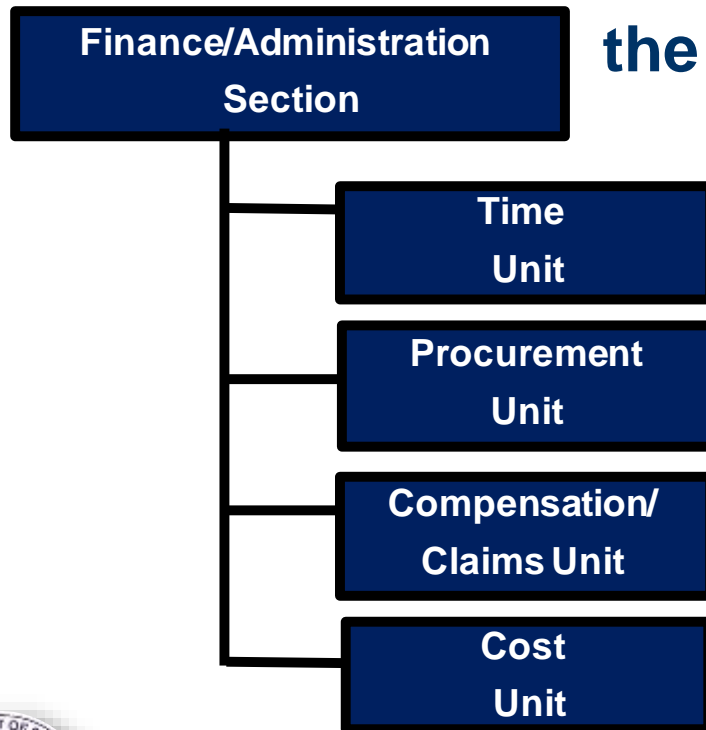 Finance/Administration
Section
the
Time
Unit
Procurement
Unit
Compensation/
Claims Unit
Cost
Unit